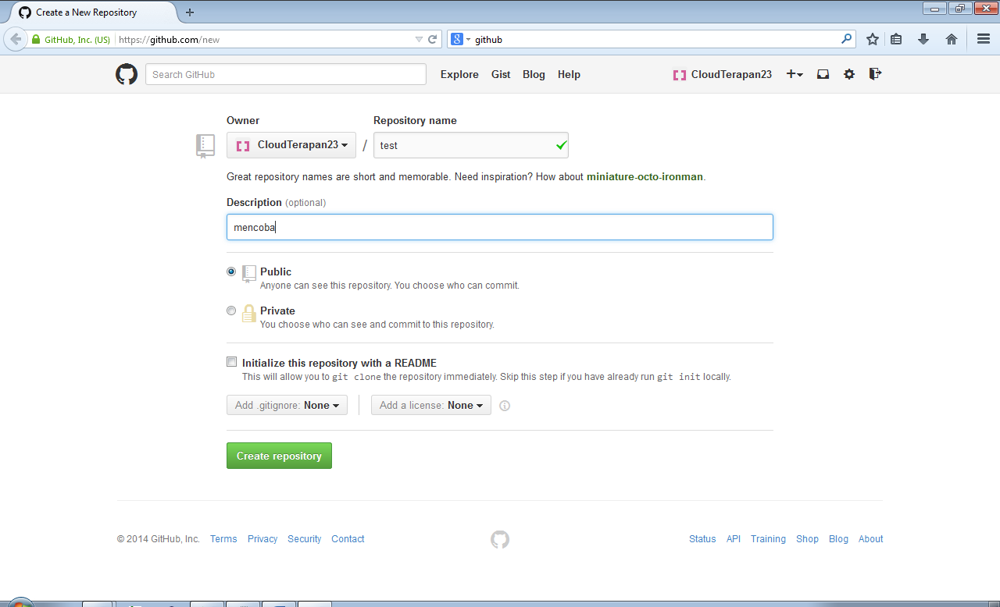 Create a New Repository
GitHub, Inc. (US) https://github.com/new github
Search GitHub Explore Gist Blog Help CloudTerapan23
Owner Repository name
CloudTerapan23 / test
Great repository names are short and memorable. Need inspiration? How about miniature-octo-ironman.
Description (optional)
mencoba
Public
Anyone can see this repository. You choose who can commit.
Private
You choose who can see and commit to this repository.
Initialize this repository with a README
This will allow you to git clone the repository immediately. Skip this step if you have already run git init locally.
Add .gitignore: None Add a license: None
Create repository
© 2014 GitHub, Inc. Terms Privacy Security Contact Status API Training Shop Blog About